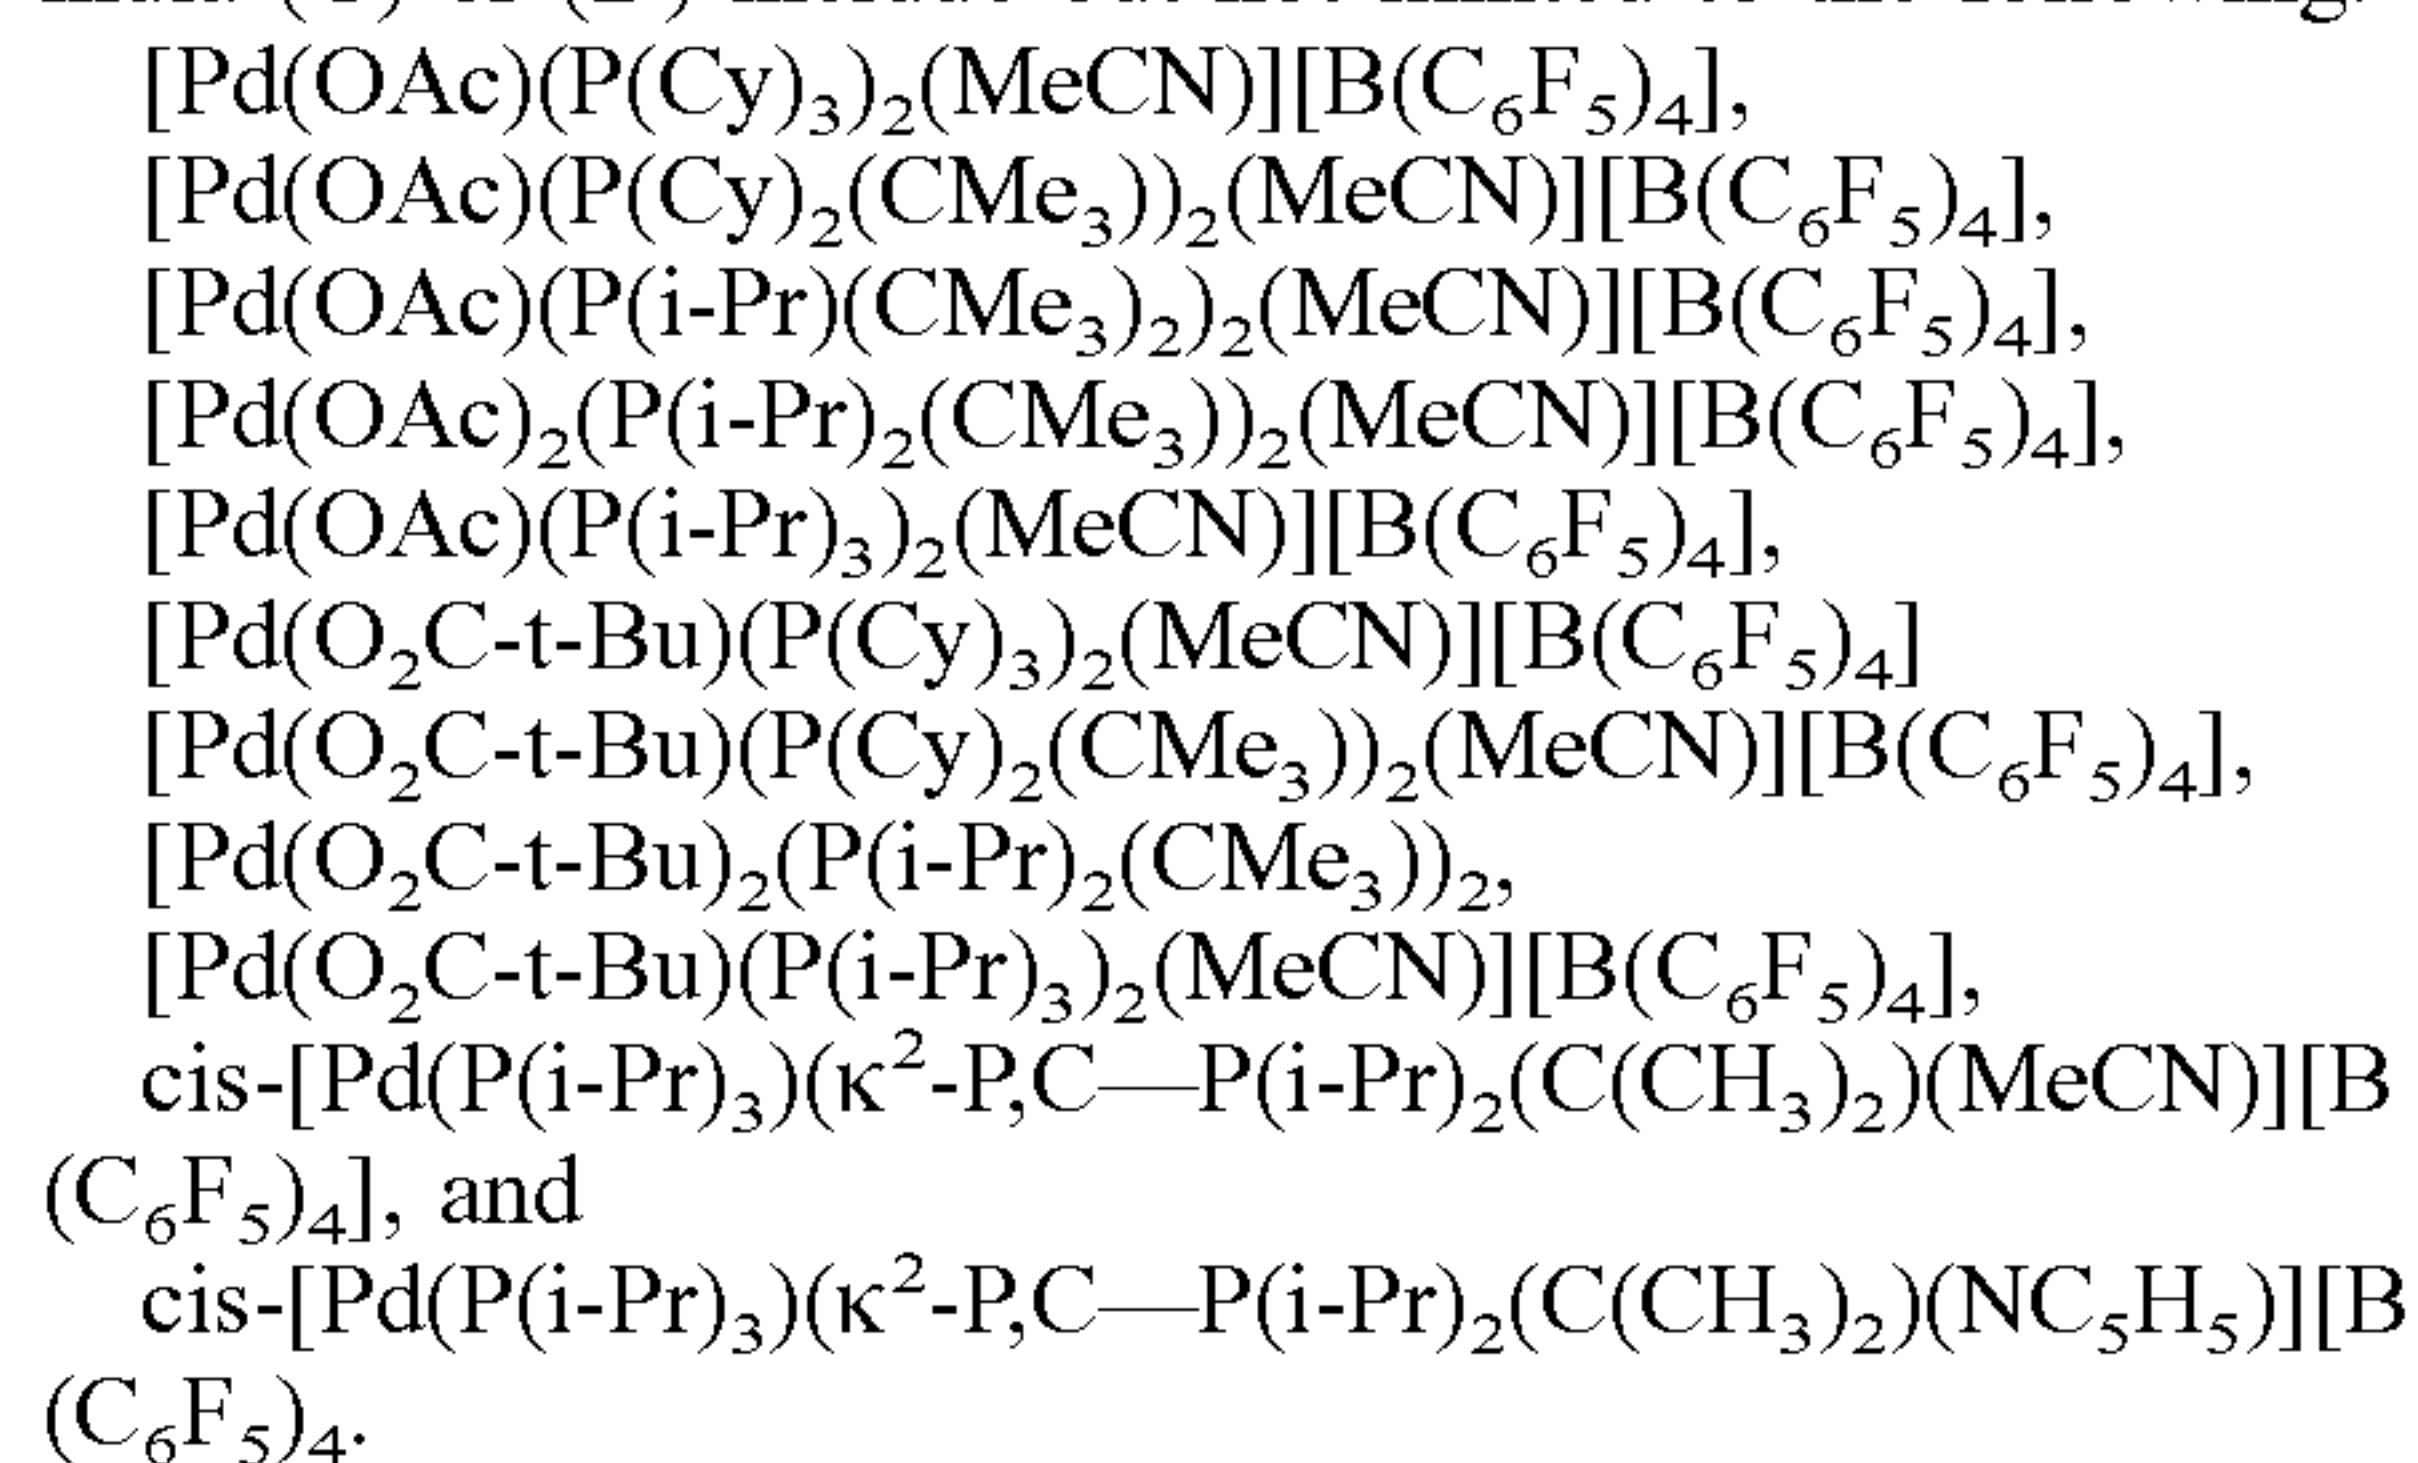 [Pd(OAc)(P(Cy)₃)₂(MeCN)][B(C₆F₅)₄],
[Pd(OAc)(P(Cy)₂(CMe₃))₂(MeCN)][B(C₆F₅)₄],
[Pd(OAc)(P(i-Pr)(CMe₃)₂)₂(MeCN)][B(C₆F₅)₄],
[Pd(OAc)₂(P(i-Pr)₂(CMe₃))₂(MeCN)][B(C₆F₅)₄],
[Pd(OAc)(P(i-Pr)₃)₂(MeCN)][B(C₆F₅)₄],
[Pd(O₂C-t-Bu)(P(Cy)₃)₂(MeCN)][B(C₆F₅)₄]
[Pd(O₂C-t-Bu)(P(Cy)₂(CMe₃))₂(MeCN)][B(C₆F₅)₄],
[Pd(O₂C-t-Bu)₂(P(i-Pr)₂(CMe₃))₂,
[Pd(O₂C-t-Bu)(P(i-Pr)₃)₂(MeCN)][B(C₆F₅)₄],
cis-[Pd(P(i-Pr)₃)(κ²-P,C—P(i-Pr)₂(C(CH₃)₂)(MeCN)][B
(C₆F₅)₄], and
cis-[Pd(P(i-Pr)₃)(κ²-P,C—P(i-Pr)₂(C(CH₃)₂)(NC₅H₅)][B
(C₆F₅)₄.